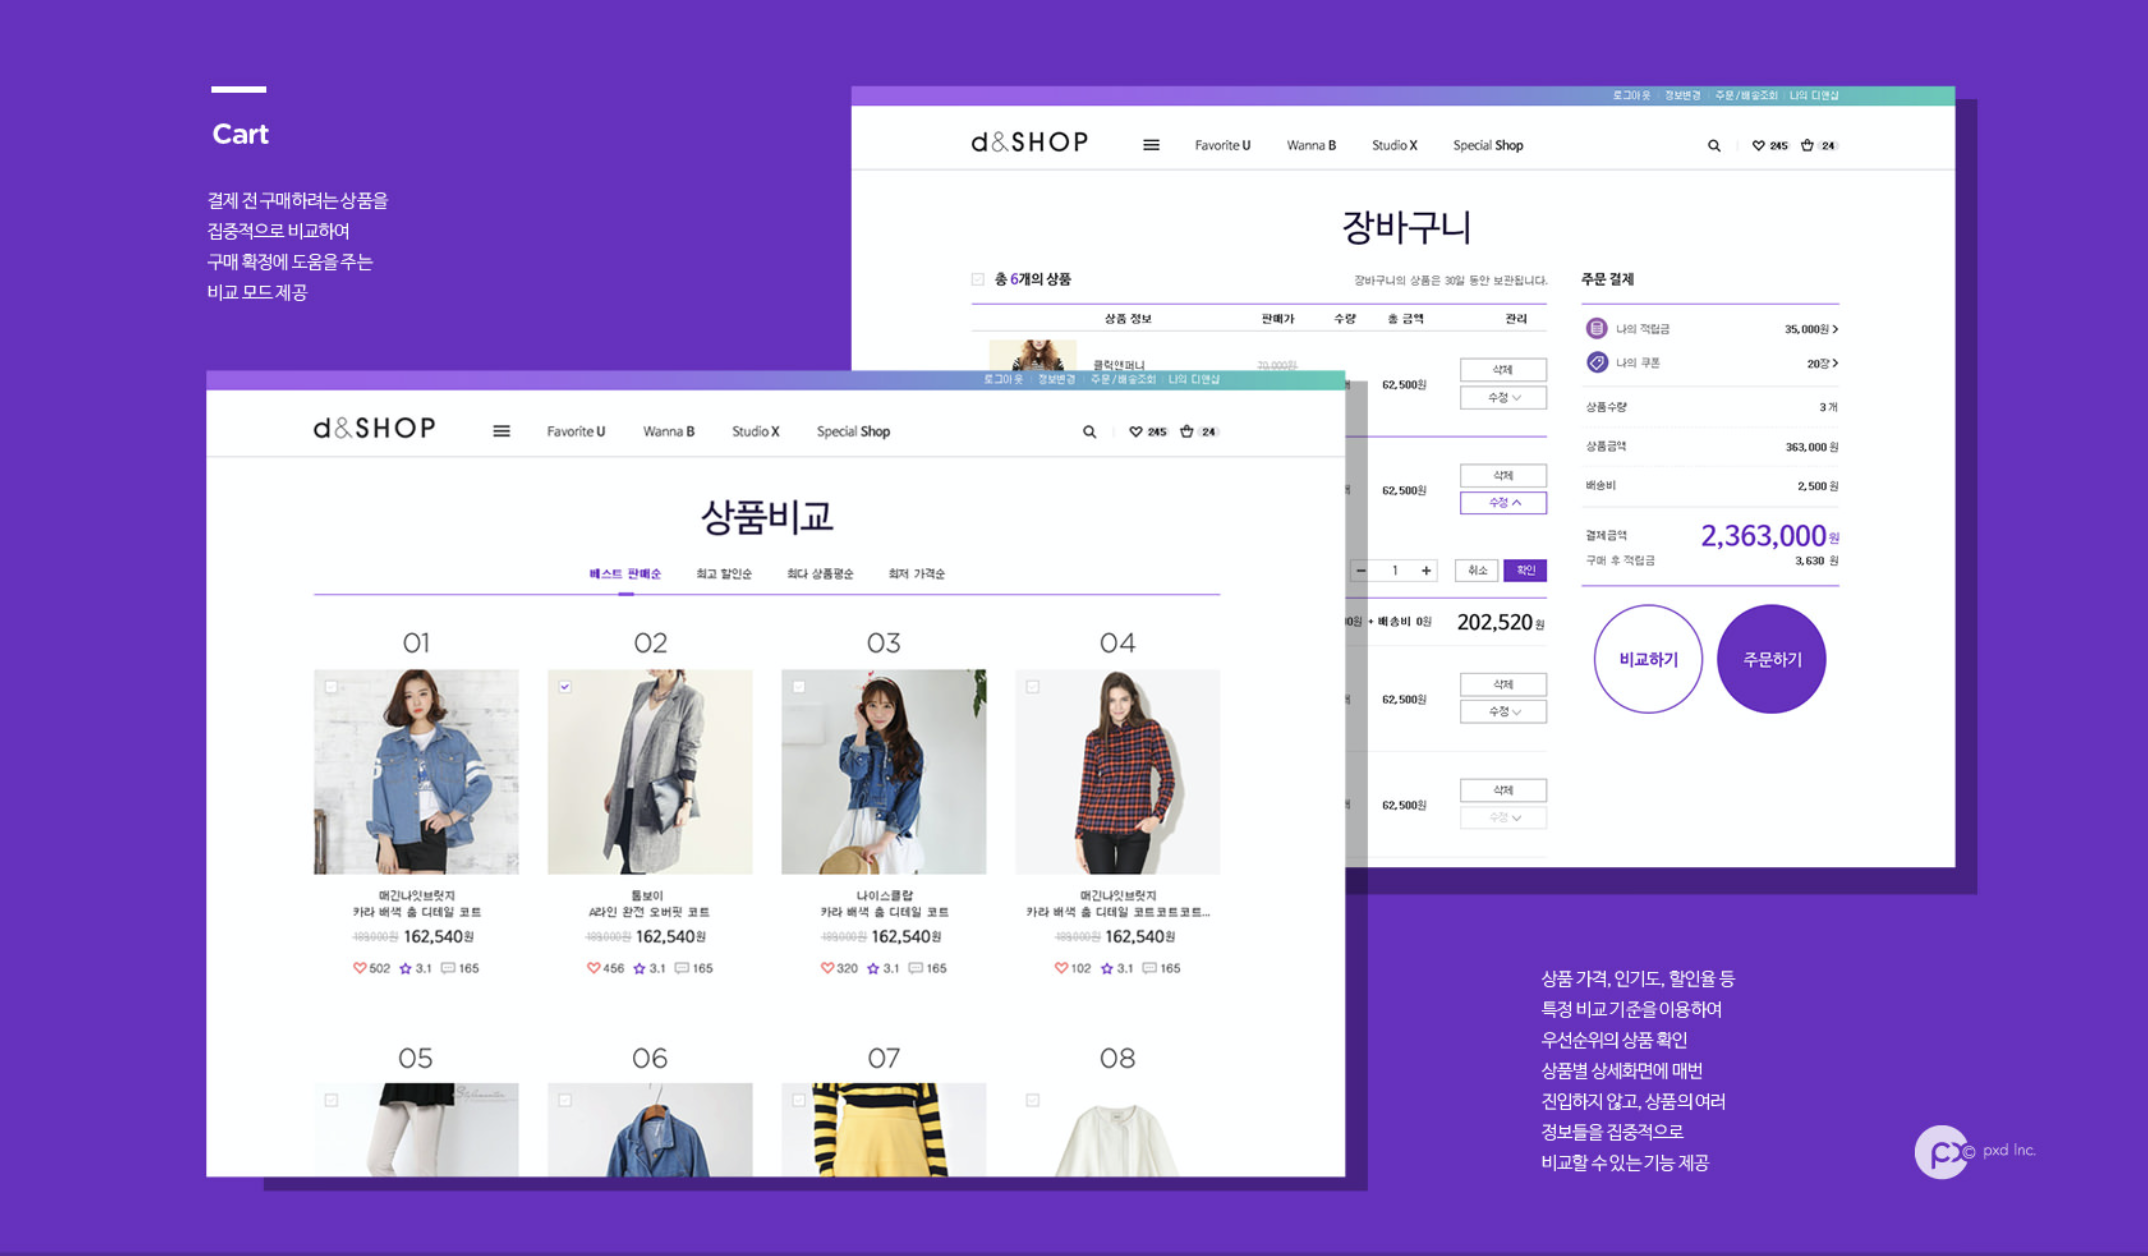 Cart
결제 전 구매하려는 상품을
집중적으로 비교하여
구매 확정에 도움을 주는
비교 모드 제공
로그아웃 정보변경 주문/배송조회 나의 디앤샵
d&SHOP Favorite U Wanna B Studio X Special Shop 245 24
장바구니
총 6개의 상품 장바구니의 상품은 30일 동안 보관됩니다.
상품 정보 판매가 수량 총 금액 관리
클럭앤퍼니 70,000원
62,500원 삭제
수정
62,500원 삭제
수정
- 1 + 취소 확인
00원 + 배송비 0원 202,520 원
62,500원 삭제
수정
62,500원 삭제
수정
주문 결제
나의 적립금 35,000원
나의 쿠폰 20장
상품수량 3 개
상품금액 363,000 원
배송비 2,500 원
결제금액 2,363,000원
구매 후 적립금 3,630 원
비교하기 주문하기
로그아웃 정보변경 주문/배송조회 나의 디앤샵
d&SHOP Favorite U Wanna B Studio X Special Shop 245 24
상품비교
베스트 판매순 최고 할인순 최다 상품평순 최저 가격순
01 02 03 04
매긴나잇브럿지 톰보이 나이스클랍 매긴나잇브럿지
카라 배색 춤 디테일 코트 A라인 완전 오버핏 코트 카라 배색 춤 디테일 코트 카라 배색 춤 디테일 코트코트코트...
189,000원 162,540원 189,000원 162,540원 189,000원 162,540원 189,000원 162,540원
502 3.1 165 456 3.1 165 320 3.1 165 102 3.1 165
05 06 07 08
상품 가격, 인기도, 할인율 등
특정 비교 기준을 이용하여
우선순위의 상품 확인
상품별 상세화면에 매번
진입하지 않고, 상품의 여러
정보들을 집중적으로
비교할 수 있는 기능 제공
px© pxd Inc.